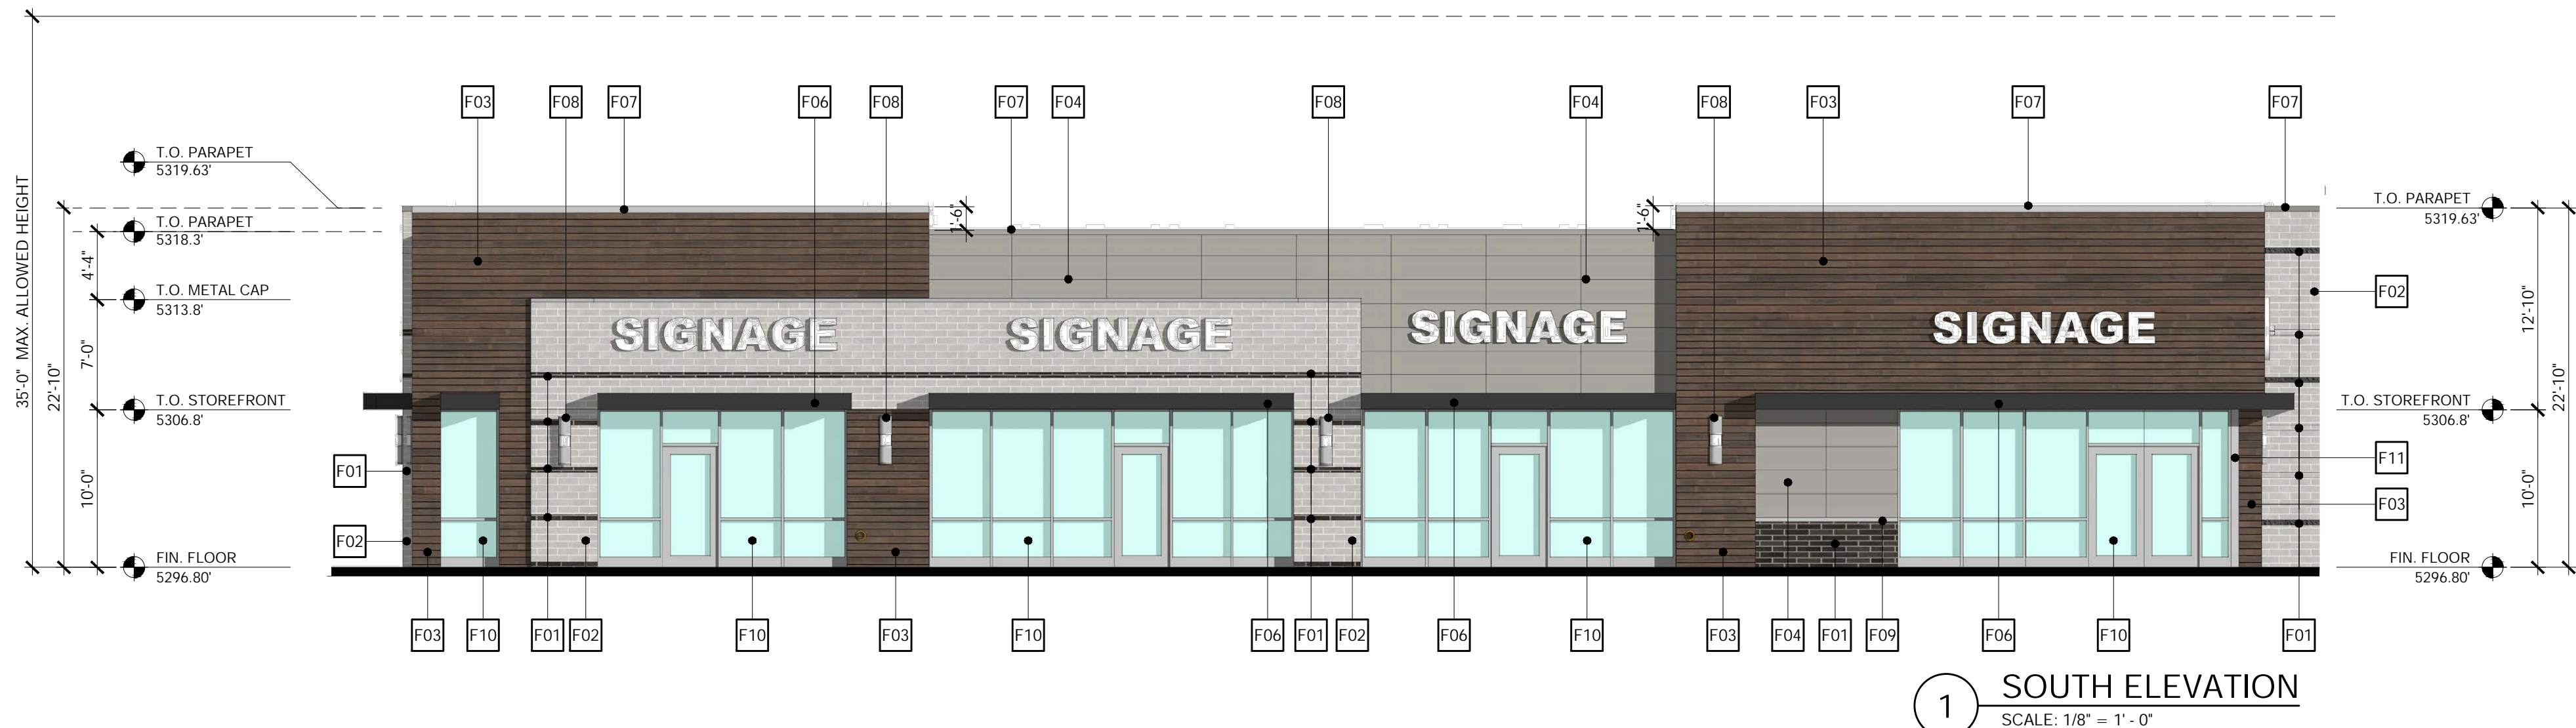 F03
F08
F07
F06
F08
F07
F04
F08
F04
F08
F03
F07
F07
35'-0" MAX. ALLOWED HEIGHT
22'-10"
4'-4"
7'-0"
10'-0"
T.O. PARAPET
5319.63'
T.O. PARAPET
5318.3'
T.O. METAL CAP
5313.8'
T.O. STOREFRONT
5306.8'
FIN. FLOOR
5296.80'
F01
F02
1'-6"
1'-6"
SIGNAGE
SIGNAGE
SIGNAGE
SIGNAGE
T.O. PARAPET
5319.63'
F02
T.O. STOREFRONT
5306.8'
F11
F03
FIN. FLOOR
5296.80'
12'-10"
10'-0"
22'-10"
F03
F10
F01
F02
F10
F03
F10
F06
F01
F02
F06
F10
F03
F04
F01
F09
F06
F10
F01
1
SOUTH ELEVATION
SCALE: 1/8" = 1' - 0"